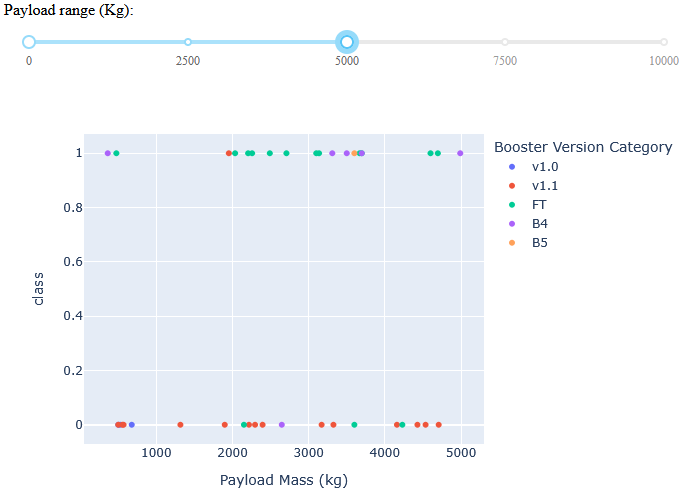 Payload range (Kg):
0 2500 5000 7500 10000
Booster Version Category
v1.0
v1.1
FT
B4
B5
1
0.8
0.6
0.4
0.2
0
class
1000 2000 3000 4000 5000
Payload Mass (kg)